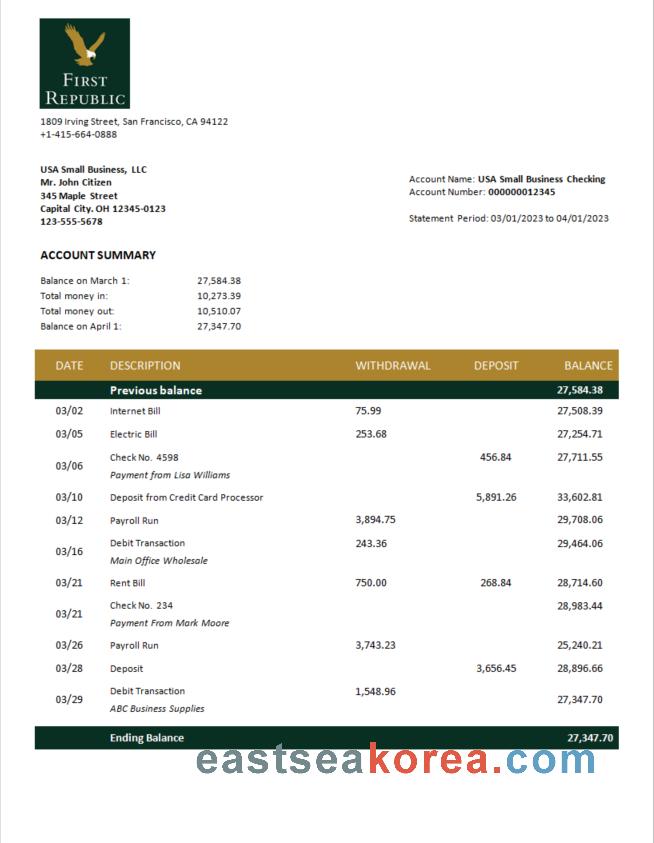 FIRST
REPUBLIC
1809 Irving Street, San Francisco, CA 94122
+1-415-664-0888
USA Small Business, LLC
Mr. John Citizen
345 Maple Street
Capital City. OH 12345-0123
123-555-5678
Account Name: USA Small Business Checking
Account Number: 000000012345
Statement Period: 03/01/2023 to 04/01/2023
ACCOUNT SUMMARY
Balance on March 1: 27,584.38
Total money in: 10,273.39
Total money out: 10,510.07
Balance on April 1: 27,347.70
DATE DESCRIPTION WITHDRAWAL DEPOSIT BALANCE
Previous balance 27,584.38
03/02 Internet Bill 75.99 27,508.39
03/05 Electric Bill 253.68 27,254.71
03/06 Check No. 4598 456.84 27,711.55
Payment from Lisa Williams
03/10 Deposit from Credit Card Processor 5,891.26 33,602.81
03/12 Payroll Run 3,894.75 29,708.06
03/16 Debit Transaction 243.36 29,464.06
Main Office Wholesale
03/21 Rent Bill 750.00 268.84 28,714.60
03/21 Check No. 234 28,983.44
Payment From Mark Moore
03/26 Payroll Run 3,743.23 25,240.21
03/28 Deposit 3,656.45 28,896.66
03/29 Debit Transaction 1,548.96 27,347.70
ABC Business Supplies
Ending Balance 27,347.70
eastseakorea.com